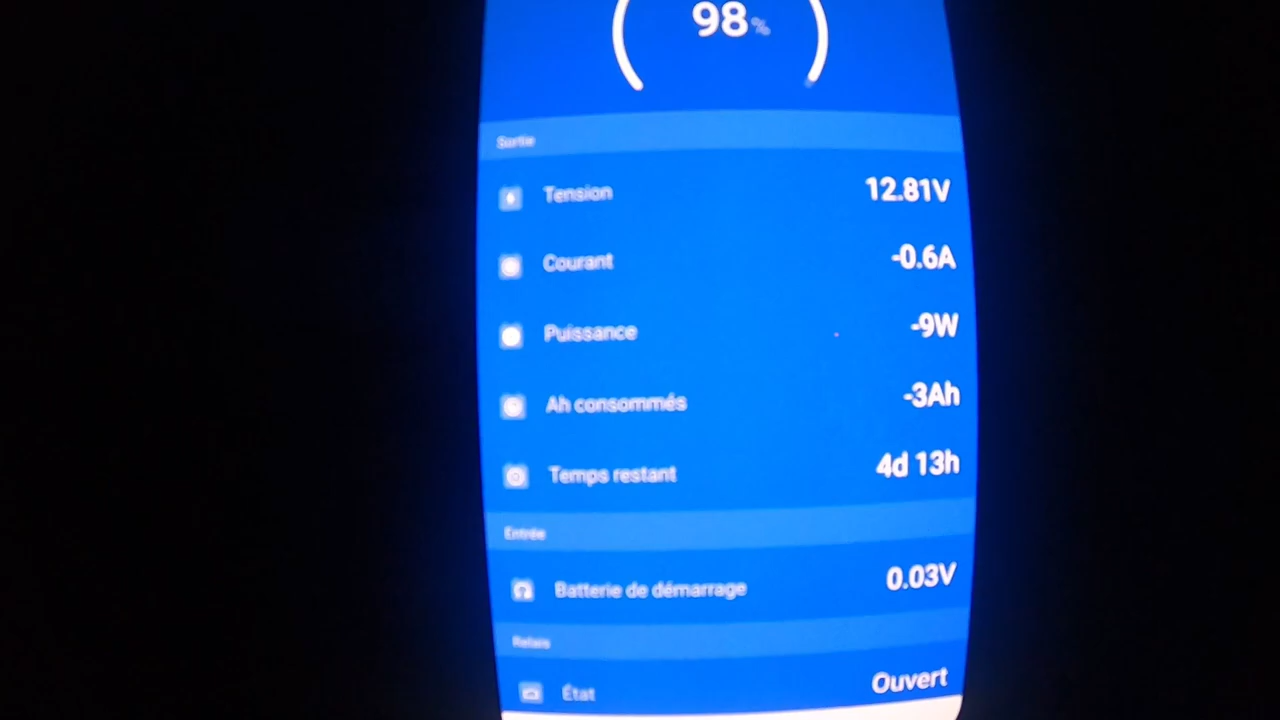 98%
Sortie
Tension 12.81V
Courant -0.6A
Puissance -9W
Ah consommés -3Ah
Temps restant 4d 13h
Entrée
Batterie de démarrage 0.03V
Relais
État Ouvert